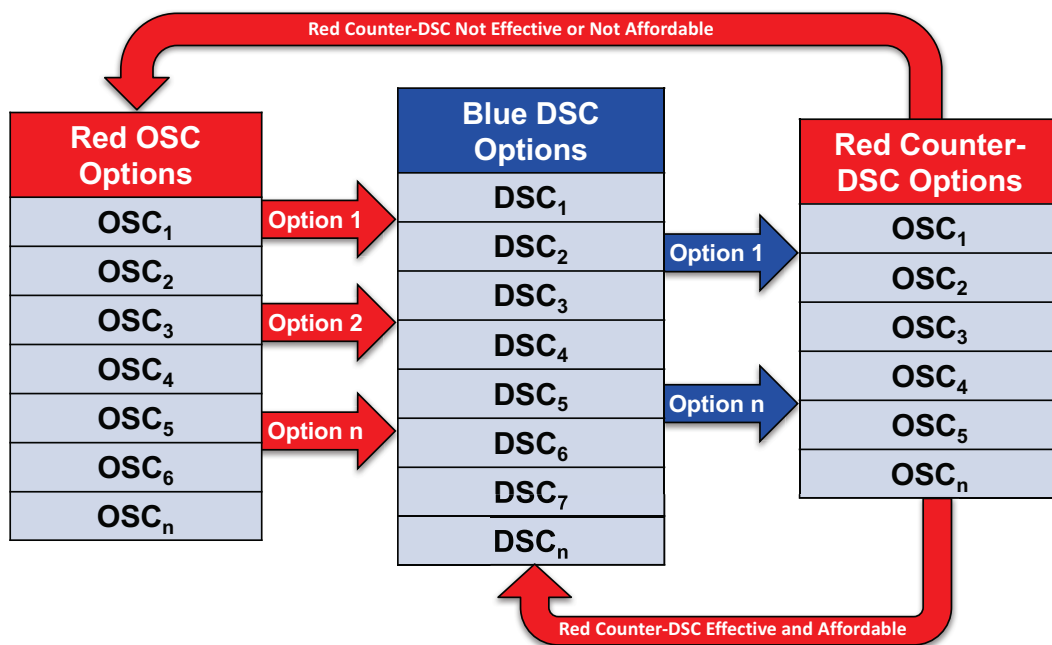 Red Counter-DSC Not Effective or Not Affordable
Red OSC
Options
OSC₁
OSC₂
OSC₃
OSC₄
OSC₅
OSC₆
OSCₙ
Option 1
Option 2
Option n
Blue DSC
Options
DSC₁
DSC₂
DSC₃
DSC₄
DSC₅
DSC₆
DSC₇
DSCₙ
Option 1
Option n
Red Counter-
DSC Options
OSC₁
OSC₂
OSC₃
OSC₄
OSC₅
OSCₙ
Red Counter-DSC Effective and Affordable